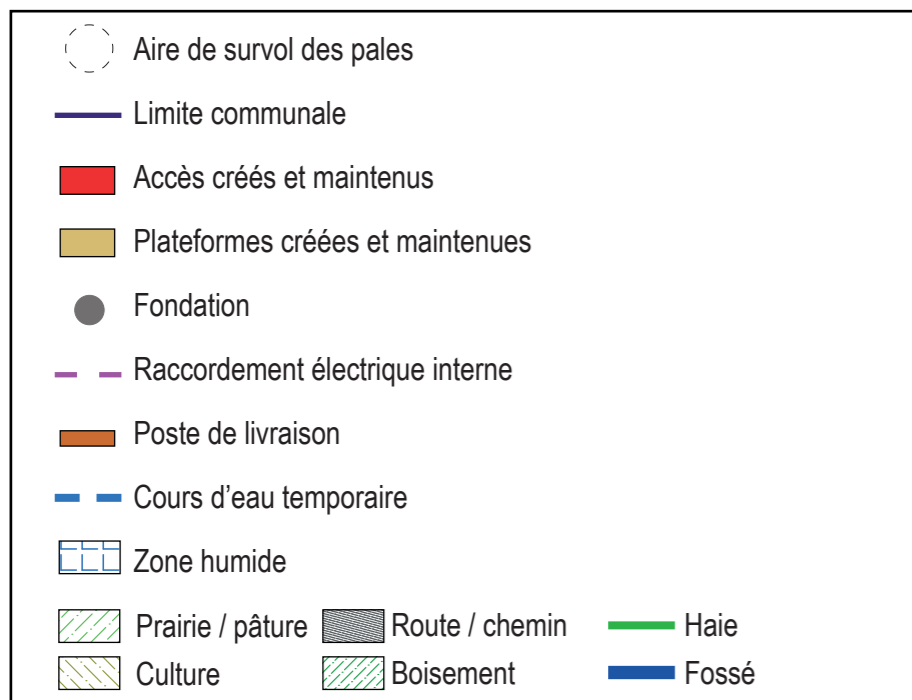 Aire de survol des pales
Limite communale
Accès créés et maintenus
Plateformes créées et maintenues
Fondation
Raccordement électrique interne
Poste de livraison
Cours d'eau temporaire
Zone humide
Prairie / pâture Route / chemin Haie
Culture Boisement Fossé